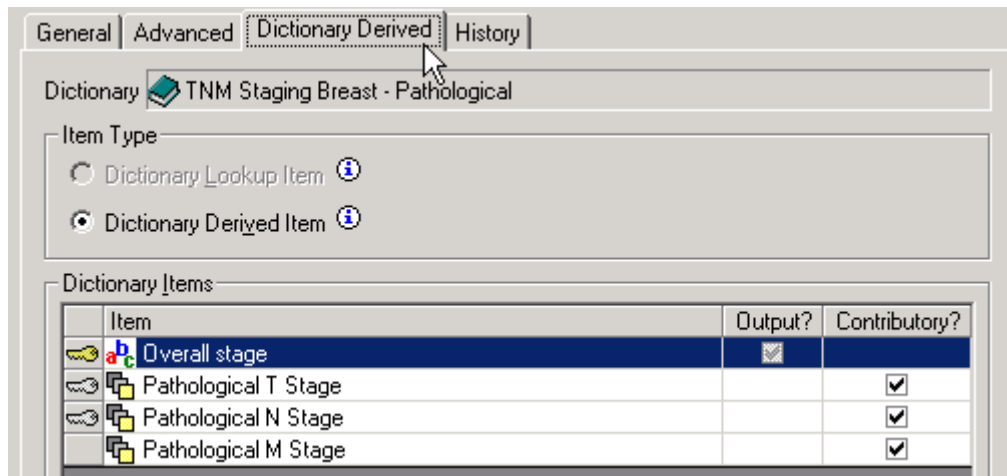 General Advanced Dictionary Derived History
Dictionary TNM Staging Breast - Pathological
Item Type
Dictionary Lookup Item
Dictionary Derived Item
Dictionary Items
Item Output? Contributory?
abc Overall stage
Pathological T Stage
Pathological N Stage
Pathological M Stage